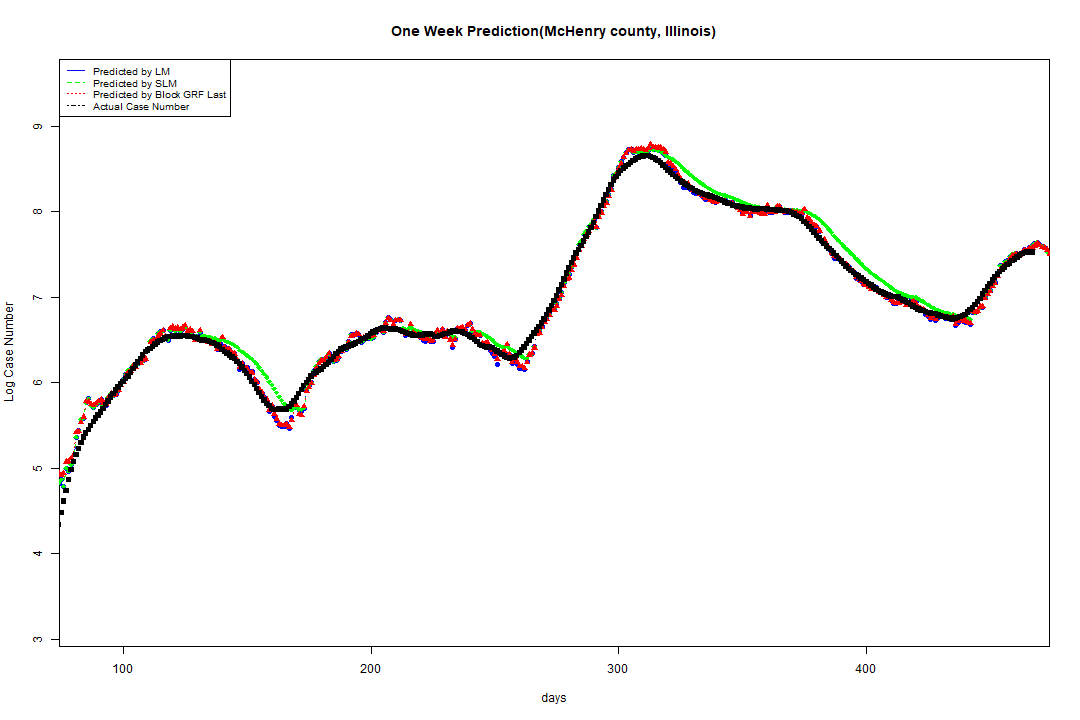 One Week Prediction(McHenry county, Illinois)
Predicted by LM
Predicted by SLM
Predicted by Block GRF Last
Actual Case Number
9
8
7
6
5
4
3
Log Case Number
100 200 300 400
days